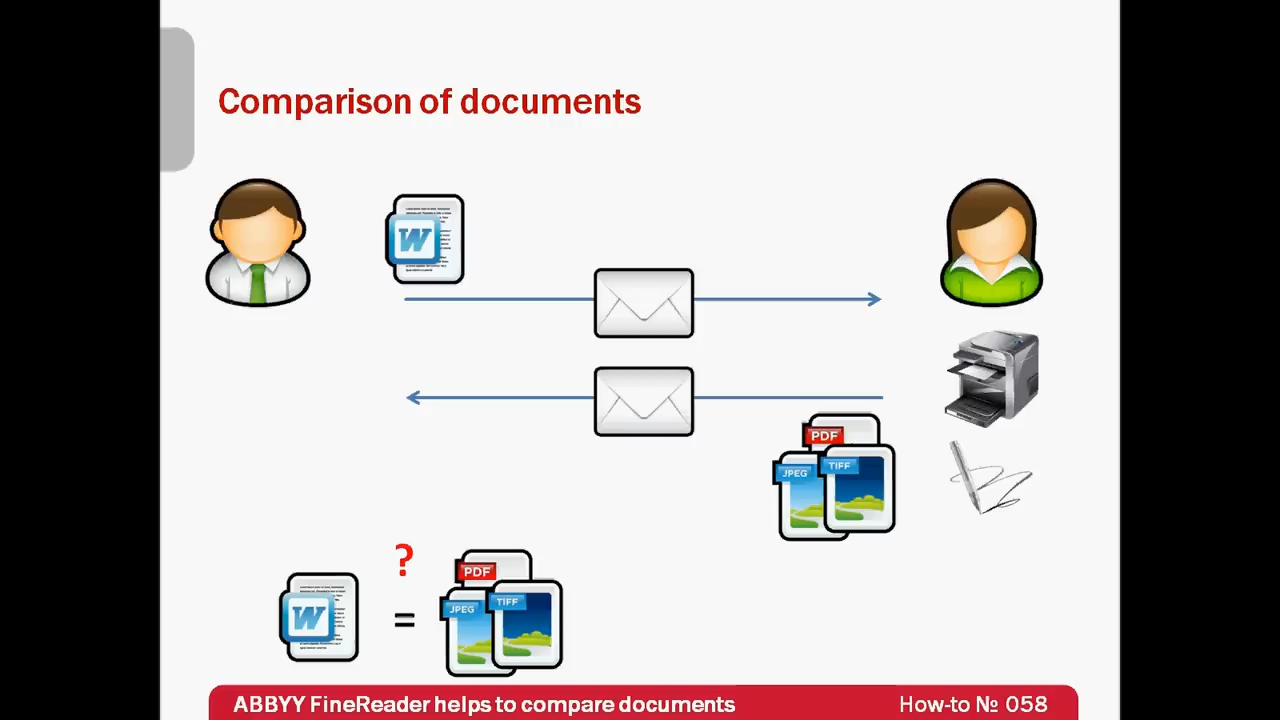 Comparison of documents
W
PDF
JPEG
TIFF
?
PDF
W
=
JPEG
TIFF
ABBYY FineReader helps to compare documents
How-to № 058